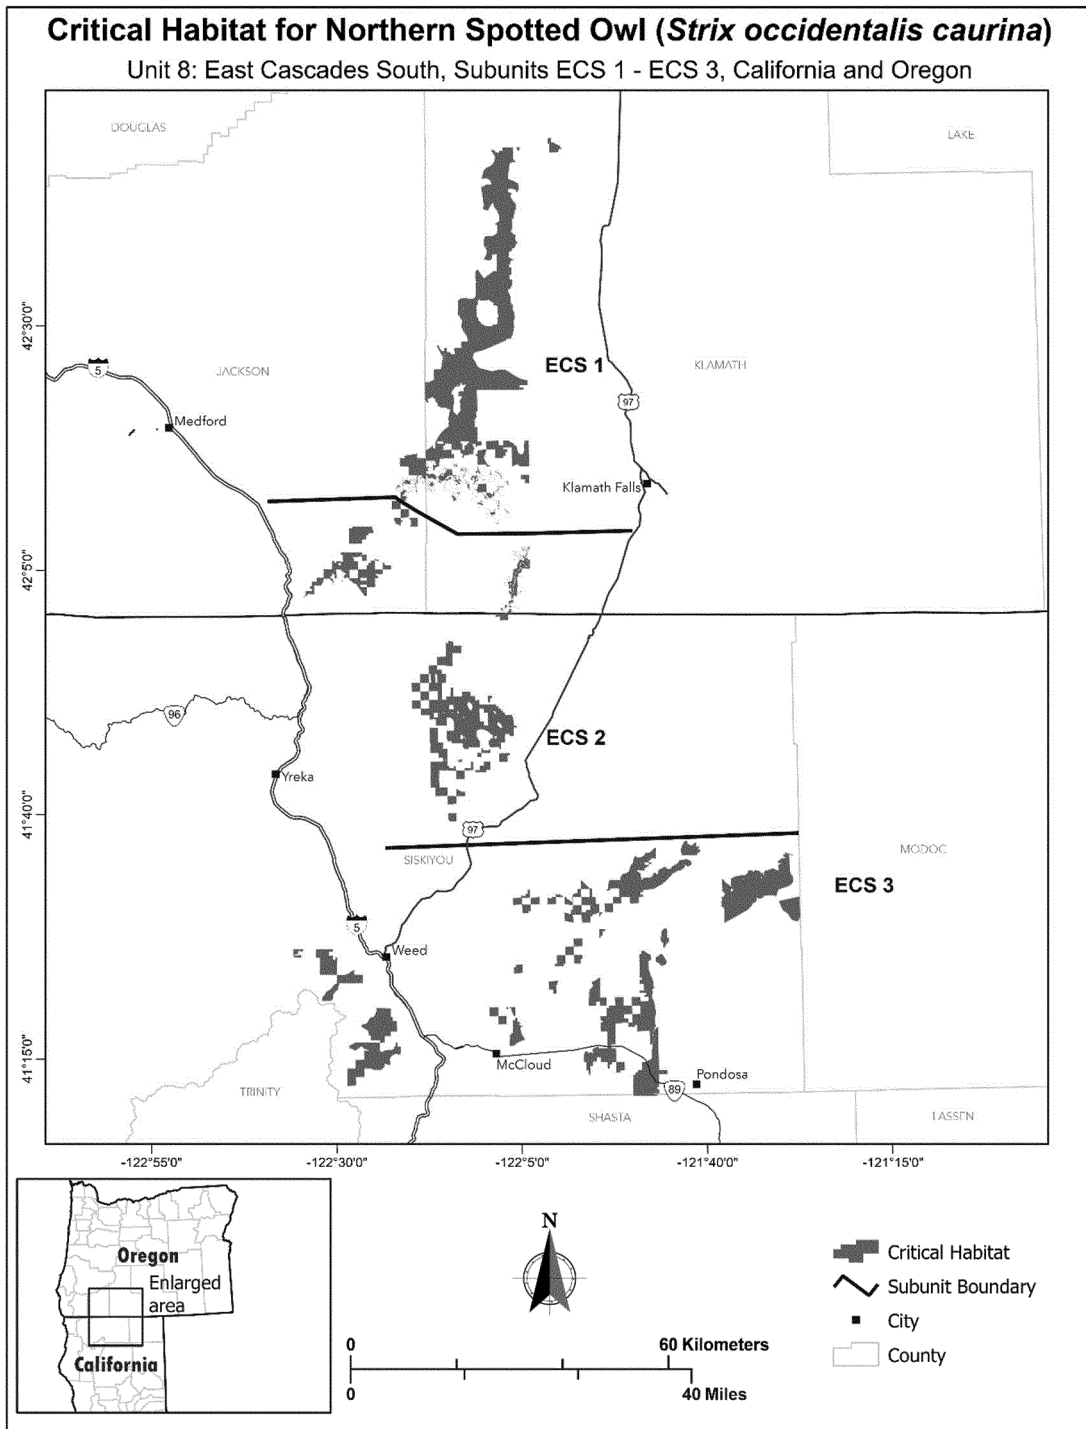 Critical Habitat for Northern Spotted Owl (Strix occidentalis caurina)
Unit 8: East Cascades South, Subunits ECS 1 - ECS 3, California and Oregon
DOUGLAS
LAKE
42°30'0"
ECS 1
KLAMATH
5
JACKSON
97
Medford
Klamath Falls
42°5'0"
96
ECS 2
Yreka
41°40'0"
97
SISKIYOU
MODOC
ECS 3
5
Weed
41°15'0"
McCloud
Pondosa
89
TRINITY
SHASTA
LASSEN
-122°55'0"
-122°30'0"
-122°5'0"
-121°40'0"
-121°15'0"
Oregon
Enlarged
area
California
N
0
60 Kilometers
0
40 Miles
Critical Habitat
Subunit Boundary
City
County